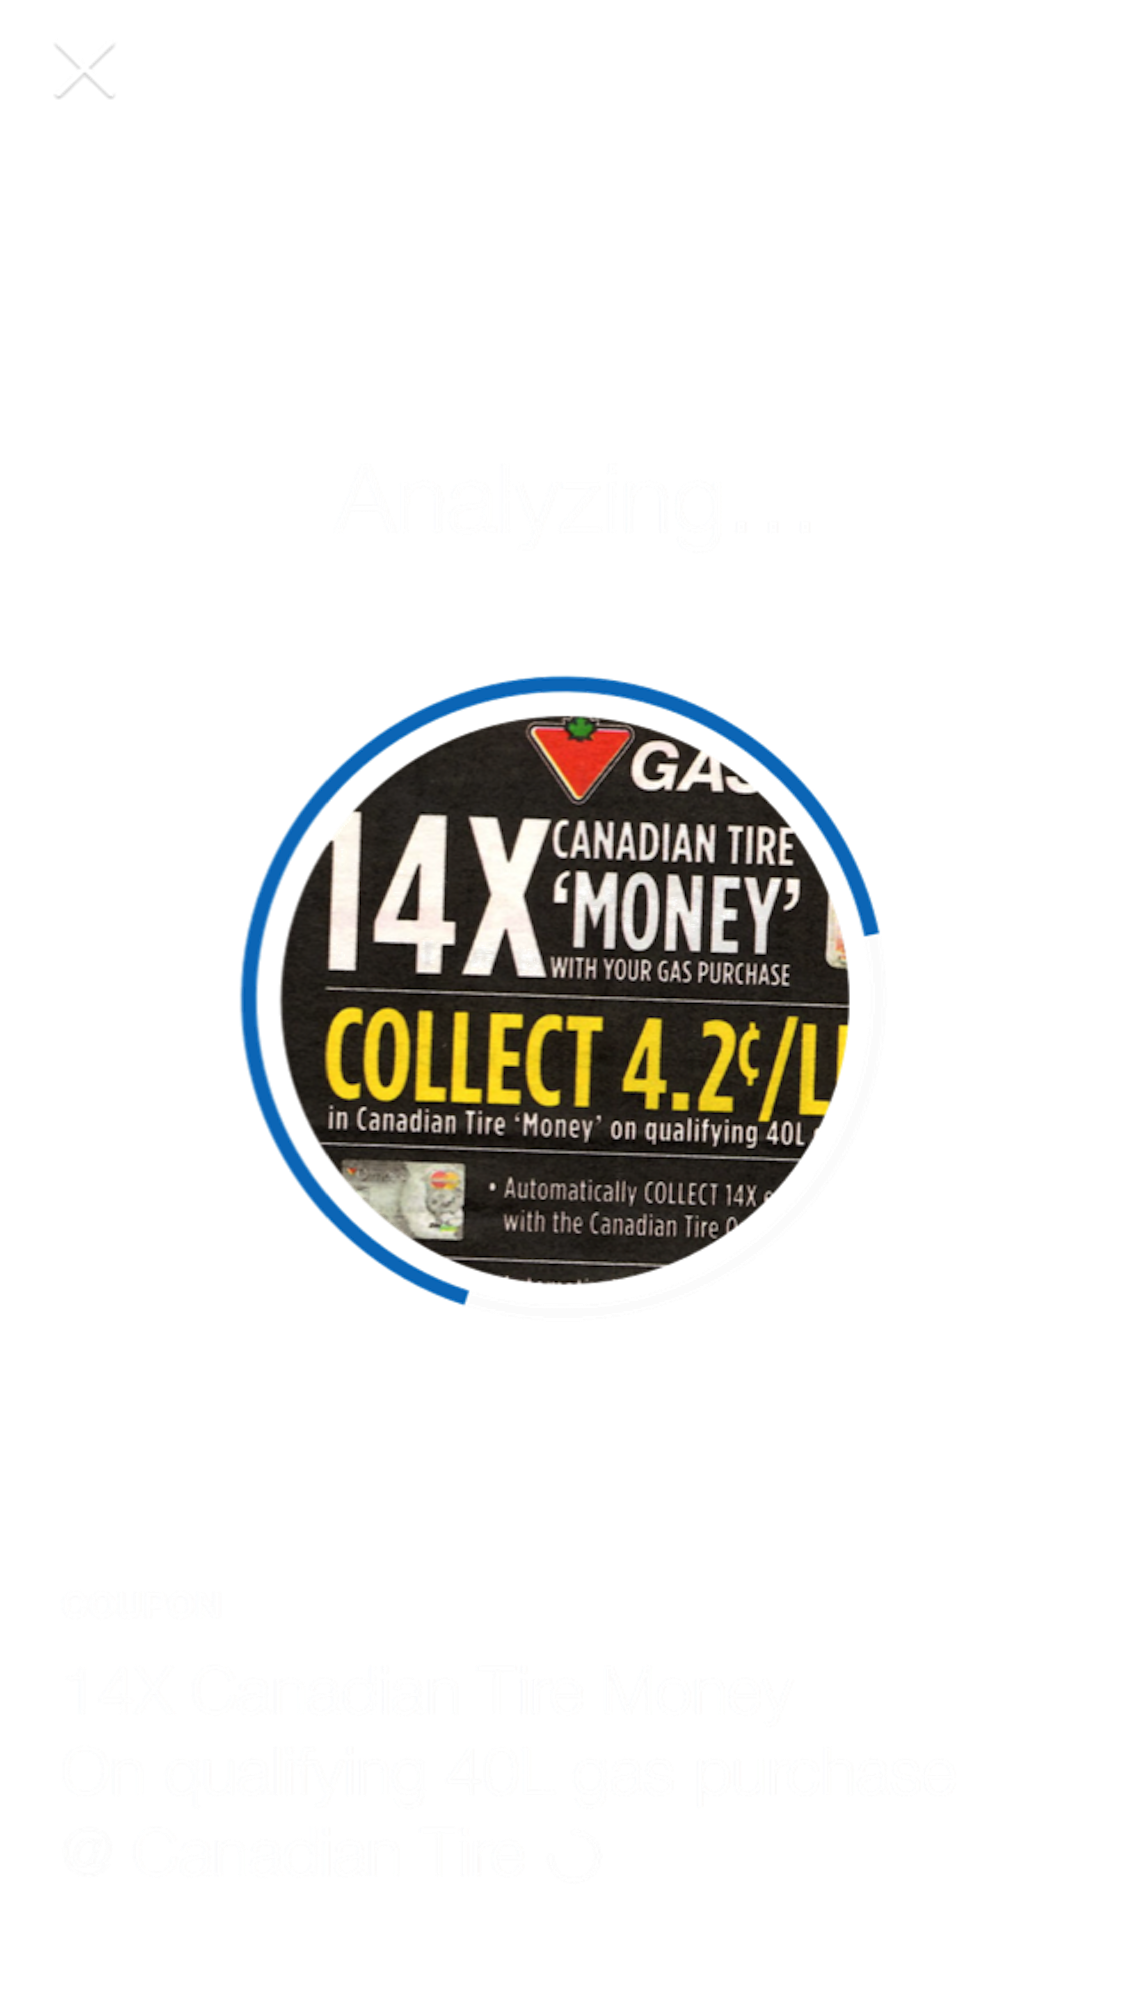 Analyzing...
GAS
14X
CANADIAN TIRE
‘MONEY’
WITH YOUR GAS PURCHASE
COLLECT 4.2¢/L
in Canadian Tire ‘Money’ on qualifying 40L
• Automatically COLLECT 14X
with the Canadian Tire
14X Canadian Tire Money
On qualifying 40L gas purchase
@ Canadian Tire